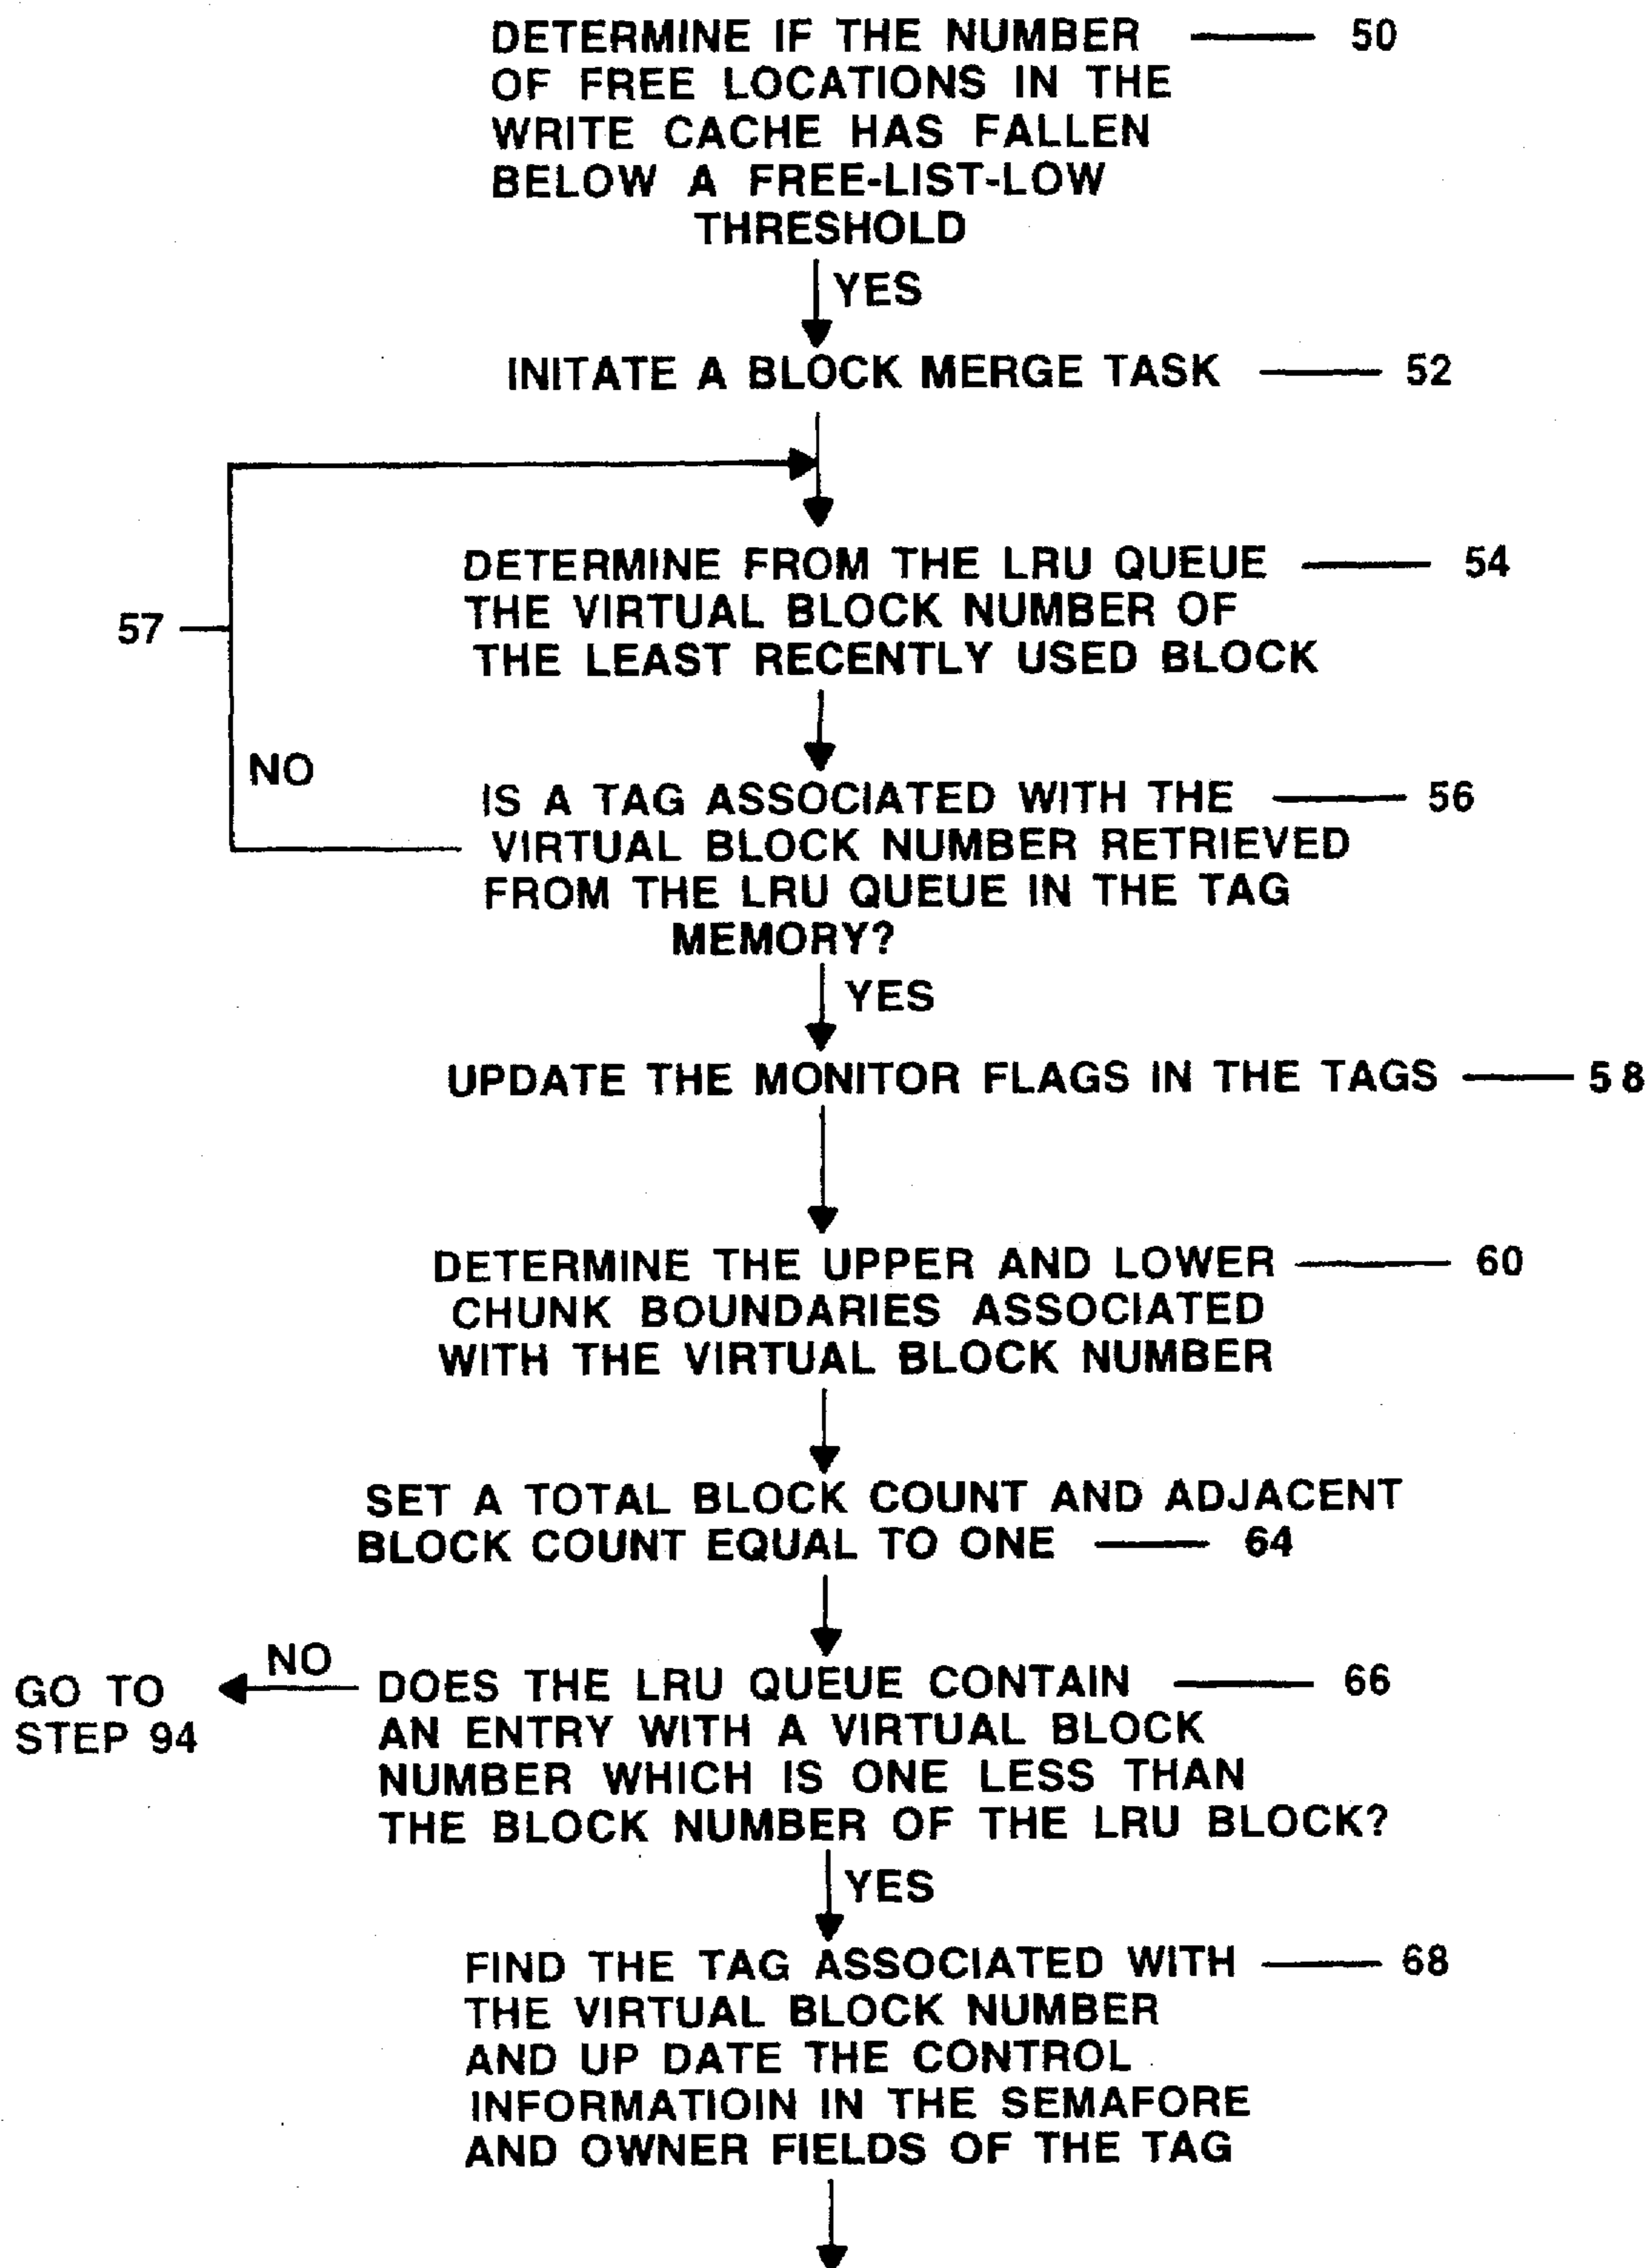 DETERMINE IF THE NUMBER 50
OF FREE LOCATIONS IN THE
WRITE CACHE HAS FALLEN
BELOW A FREE-LIST-LOW
THRESHOLD
YES
INITATE A BLOCK MERGE TASK 52
DETERMINE FROM THE LRU QUEUE 54
THE VIRTUAL BLOCK NUMBER OF
57
THE LEAST RECENTLY USED BLOCK
NO
IS A TAG ASSOCIATED WITH THE 56
VIRTUAL BLOCK NUMBER RETRIEVED
FROM THE LRU QUEUE IN THE TAG
MEMORY?
YES
UPDATE THE MONITOR FLAGS IN THE TAGS 58
DETERMINE THE UPPER AND LOWER 60
CHUNK BOUNDARIES ASSOCIATED
WITH THE VIRTUAL BLOCK NUMBER
SET A TOTAL BLOCK COUNT AND ADJACENT
BLOCK COUNT EQUAL TO ONE 64
NO
GO TO
STEP 94
DOES THE LRU QUEUE CONTAIN 66
AN ENTRY WITH A VIRTUAL BLOCK
NUMBER WHICH IS ONE LESS THAN
THE BLOCK NUMBER OF THE LRU BLOCK?
YES
FIND THE TAG ASSOCIATED WITH 68
THE VIRTUAL BLOCK NUMBER
AND UP DATE THE CONTROL
INFORMATIOIN IN THE SEMAFORE
AND OWNER FIELDS OF THE TAG